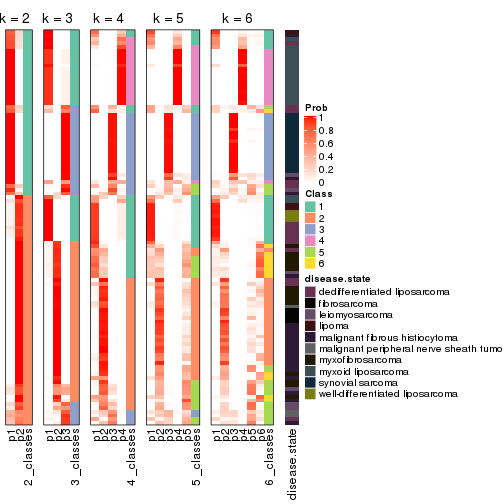 k = 2 k = 3 k = 4 k = 5 k = 6
Prob
1
0.8
0.6
0.4
0.2
0
Class
1
2
3
4
5
6
disease.state
dedifferentiated liposarcoma
fibrosarcoma
leiomyosarcoma
lipoma
malignant fibrous histiocytoma
malignant peripheral nerve sheath tumo
myxofibrosarcoma
myxoid liposarcoma
synovial sarcoma
well-differentiated liposarcoma
p1 p2 2_classes p1 p2 p3 3_classes p1 p2 p3 p4 4_classes p1 p2 p3 p4 p5 5_classes p1 p2 p3 p4 p5 p6 6_classes disease.state